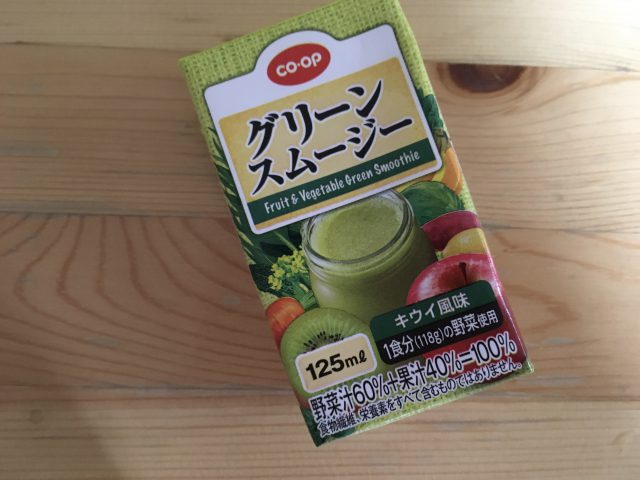 CO·OP
グリーン
スムージー
Fruit & Vegetable Green Smoothie
キウイ風味
1食分(118g)の野菜使用
125ml
野菜汁60%+果汁40%=100%
食物繊維、栄養素をすべて含むものではありません。